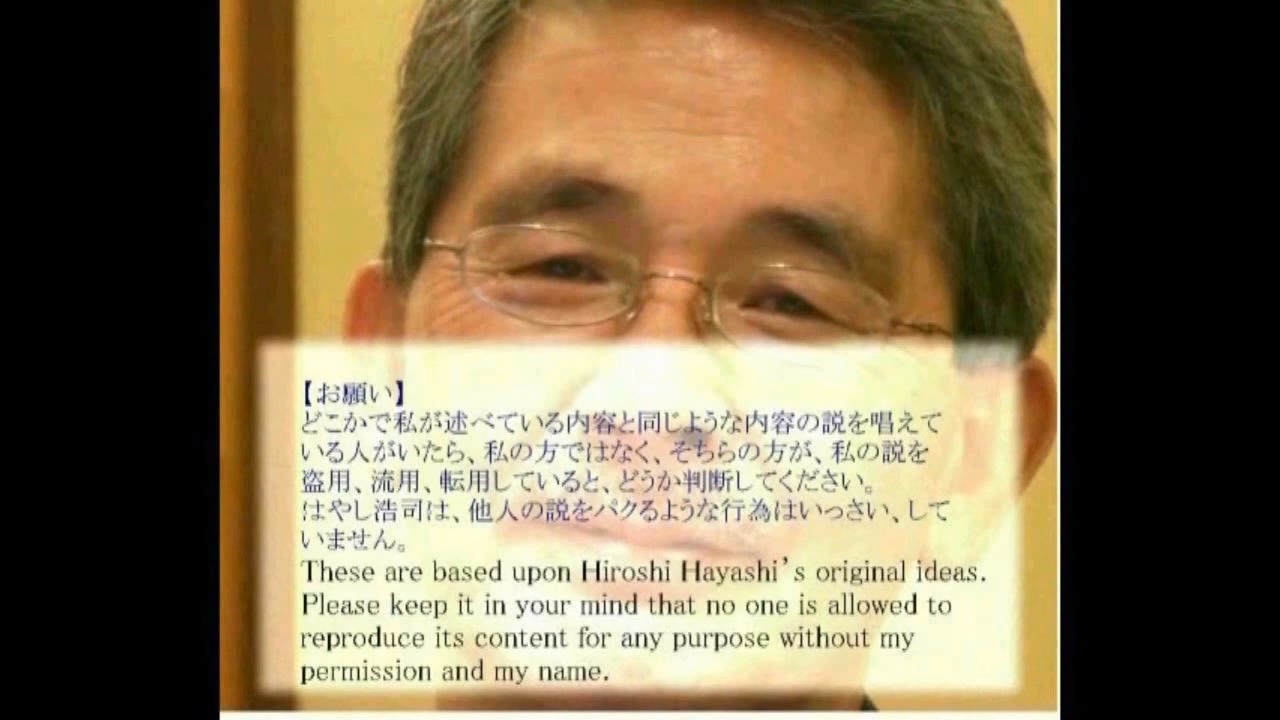 【お願い】
どこかで私が述べている内容と同じような内容の説を唱えて
いる人がいたら、私の方ではなく、そちらの方が、私の説を
盗用、流用、転用していると、どうか判断してください。
はやし浩司は、他人の説をパクるような行為はいっさい、して
いません。
These are based upon Hiroshi Hayashi's original ideas.
Please keep it in your mind that no one is allowed to
reproduce its content for any purpose without my
permission and my name.